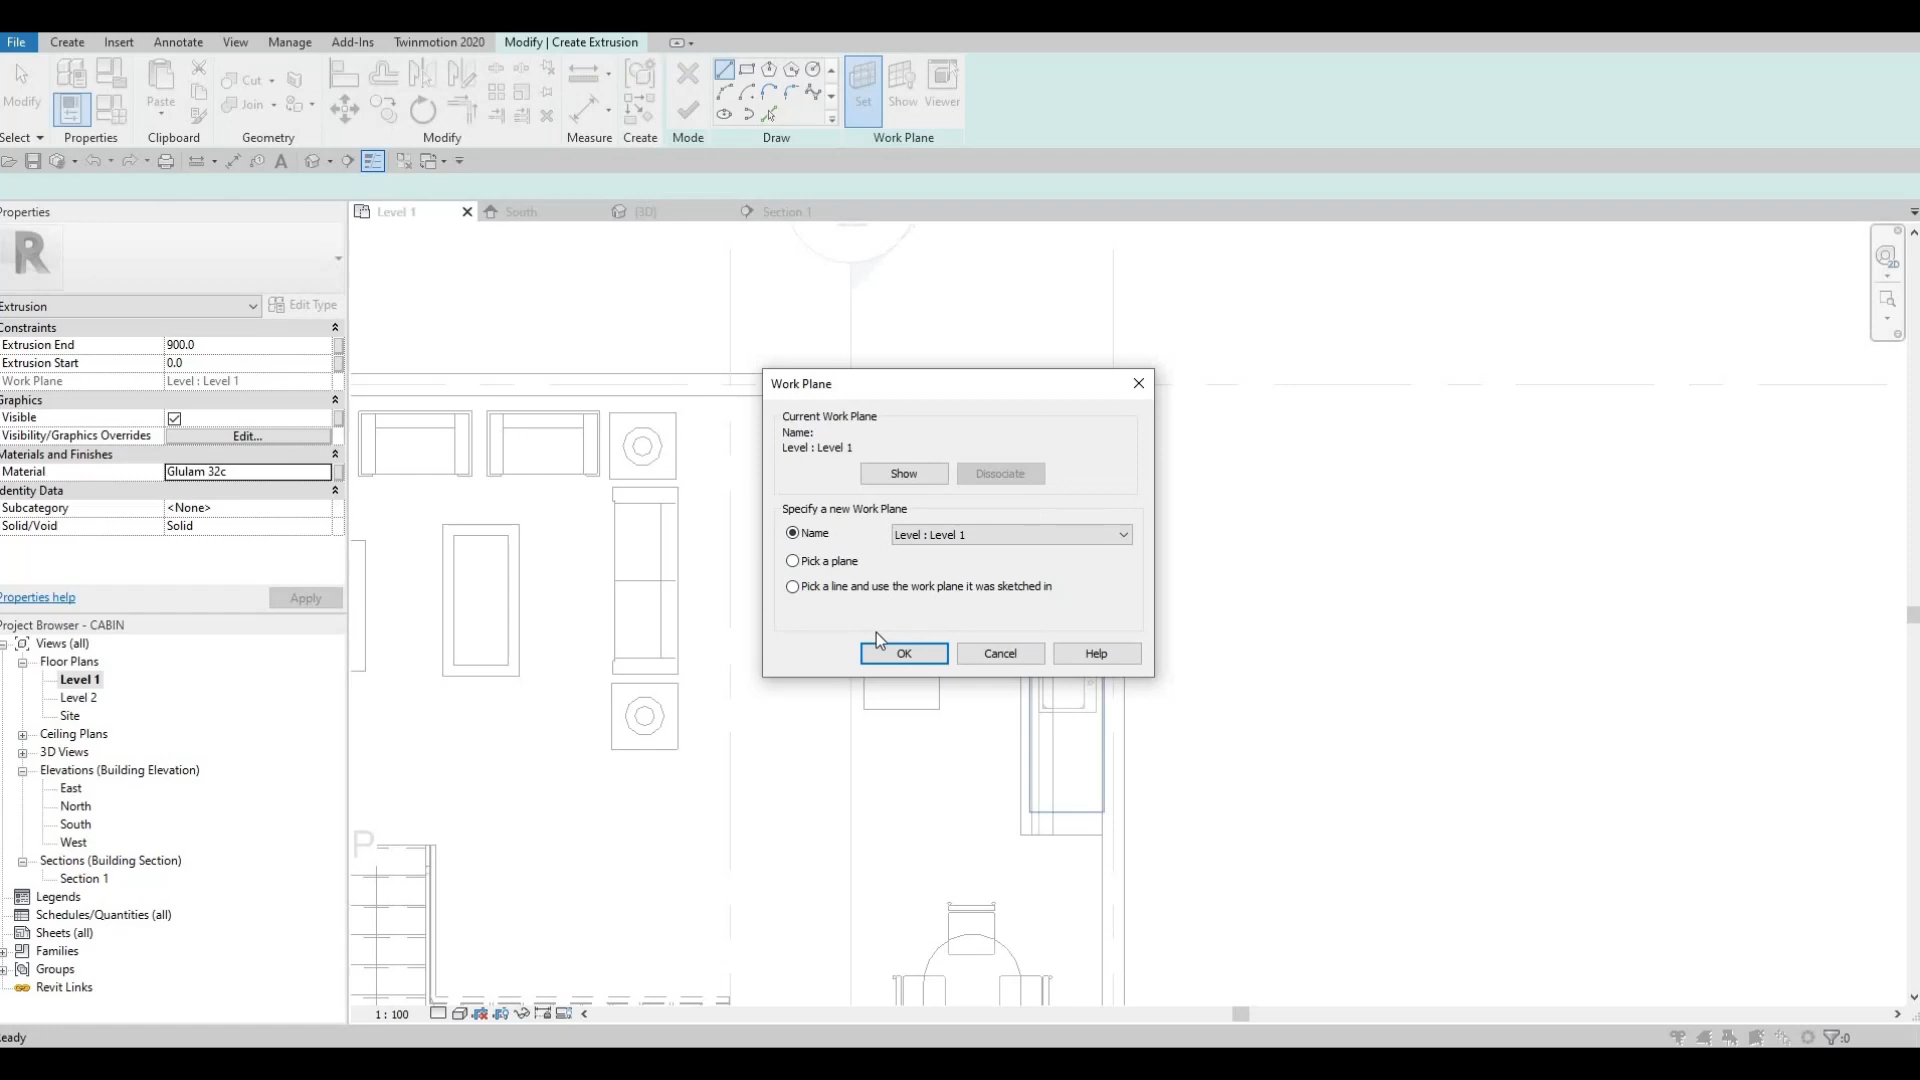 File Create Insert Annotate View Manage Add-Ins Twinmotion 2020 Modify | Create Extrusion
Cut
Join
Modify Paste Set Show Viewer
Select Properties Clipboard Geometry Modify Measure Create Mode Draw Work Plane
A
Properties
Level 1 South {3D} Section 1
R
2D
Extrusion Edit Type
Constraints
Extrusion End 900.0
Extrusion Start 0.0
Work Plane Level : Level 1
Graphics
Visible
Visibility/Graphics Overrides Edit...
Materials and Finishes
Material Glulam 32c
Identity Data
Subcategory <None>
Solid/Void Solid
Properties help Apply
Project Browser - CABIN
Views (all)
Floor Plans
Level 1
Level 2
Site
Ceiling Plans
3D Views
Elevations (Building Elevation)
East
North
South
West
Sections (Building Section)
Section 1
Legends
Schedules/Quantities (all)
Sheets (all)
Families
Groups
Revit Links
Work Plane
Current Work Plane
Name:
Level : Level 1
Show Dissociate
Specify a new Work Plane
Name Level : Level 1
Pick a plane
Pick a line and use the work plane it was sketched in
OK Cancel Help
P
1 : 100
eady
:0